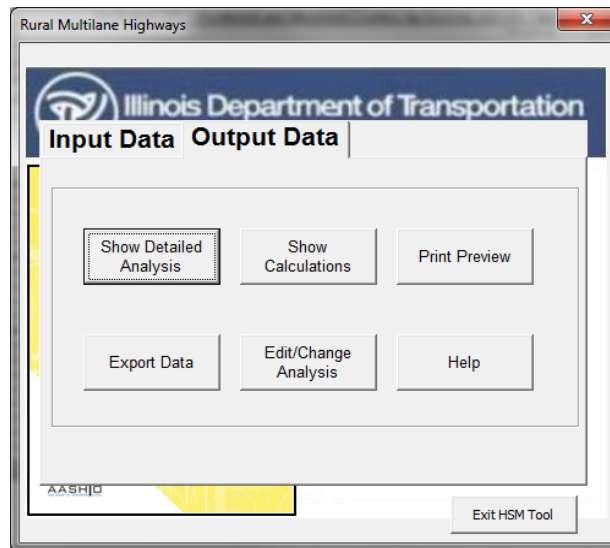 Rural Multilane Highways
Illinois Department of Transportation
Input Data Output Data
Show Detailed
Analysis
Show
Calculations
Print Preview
Export Data
Edit/Change
Analysis
Help
AASHTO
Exit HSM Tool